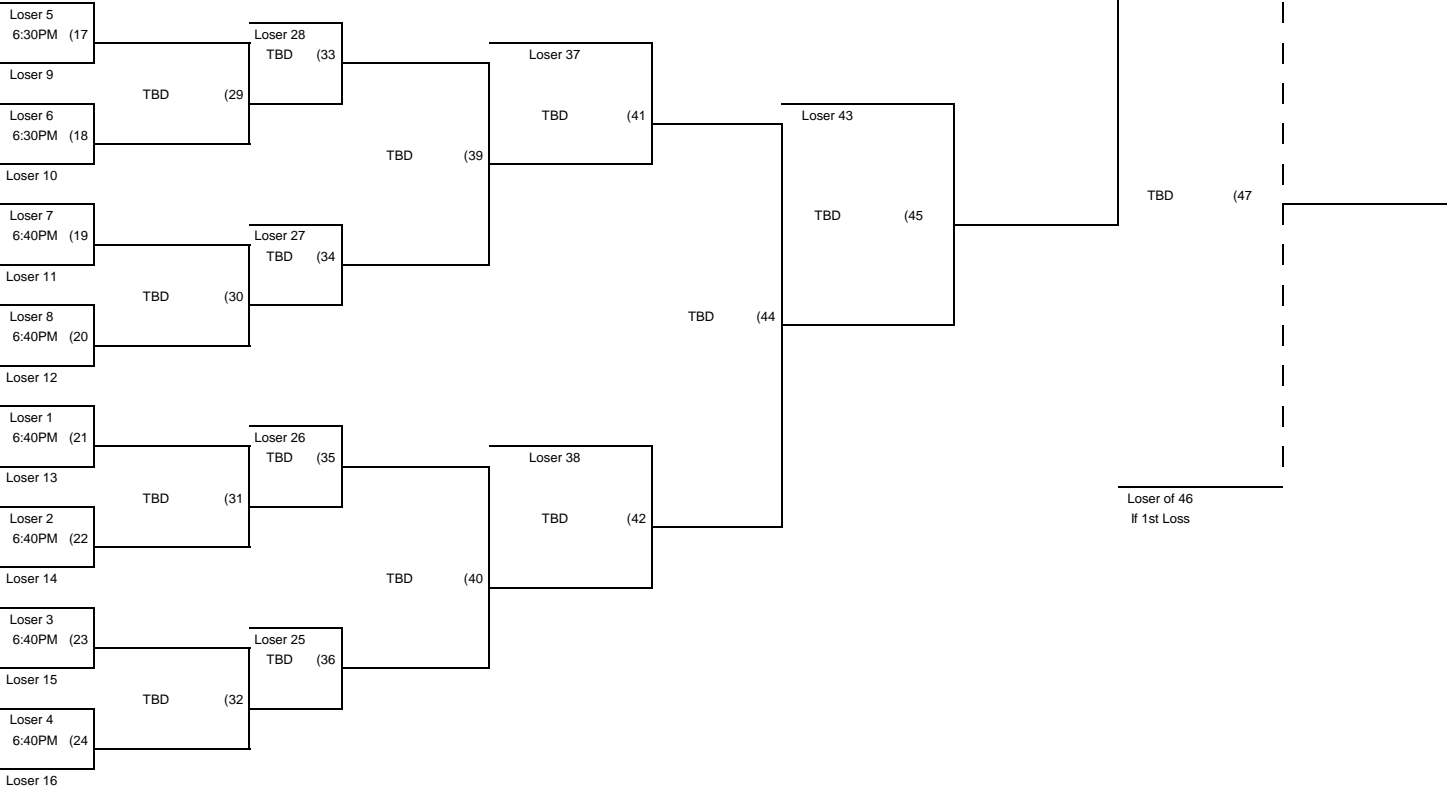 Loser 5
6:30PM (17
Loser 9
Loser 6
6:30PM (18
Loser 10
Loser 7
6:40PM (19
Loser 11
Loser 8
6:40PM (20
Loser 12
Loser 1
6:40PM (21
Loser 13
Loser 2
6:40PM (22
Loser 14
Loser 3
6:40PM (23
Loser 15
Loser 4
6:40PM (24
Loser 16
TBD (29
TBD (30
TBD (31
TBD (32
Loser 28
TBD (33
Loser 27
TBD (34
Loser 26
TBD (35
Loser 25
TBD (36
TBD (39
TBD (40
Loser 37
TBD (41
Loser 38
TBD (42
TBD (44
Loser 43
TBD (45
TBD (47
Loser of 46
If 1st Loss